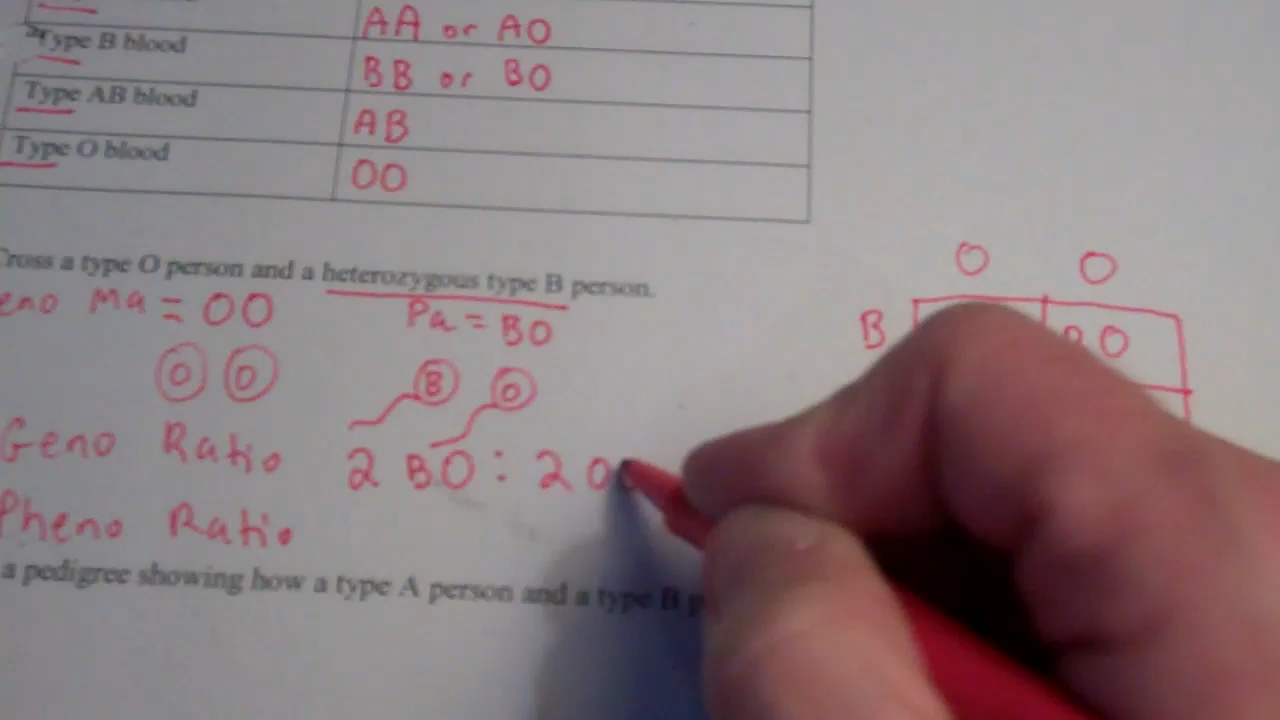 AA or AO
Type B blood BB or BO
Type AB blood AB
Type O blood OO
Cross a type O person and a heterozygous type B person.
eno Ma = OO Pa = BO
O O B O
Geno Ratio 2 BO : 2 O
Pheno Ratio
a pedigree showing how a type A person and a type B p
O O
B O